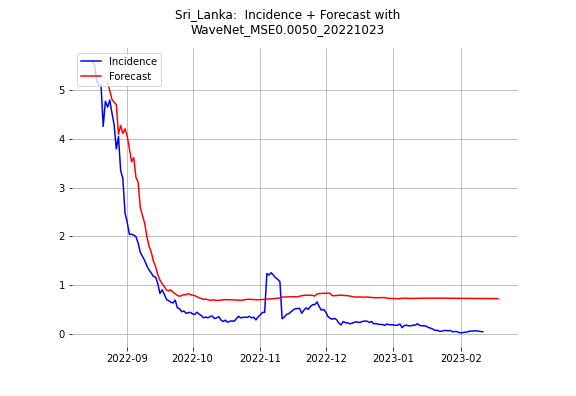 Sri_Lanka:  Incidence + Forecast with
WaveNet_MSE0.0050_20221023
Incidence
Forecast
5
4
3
2
1
0
2022-09 2022-10 2022-11 2022-12 2023-01 2023-02